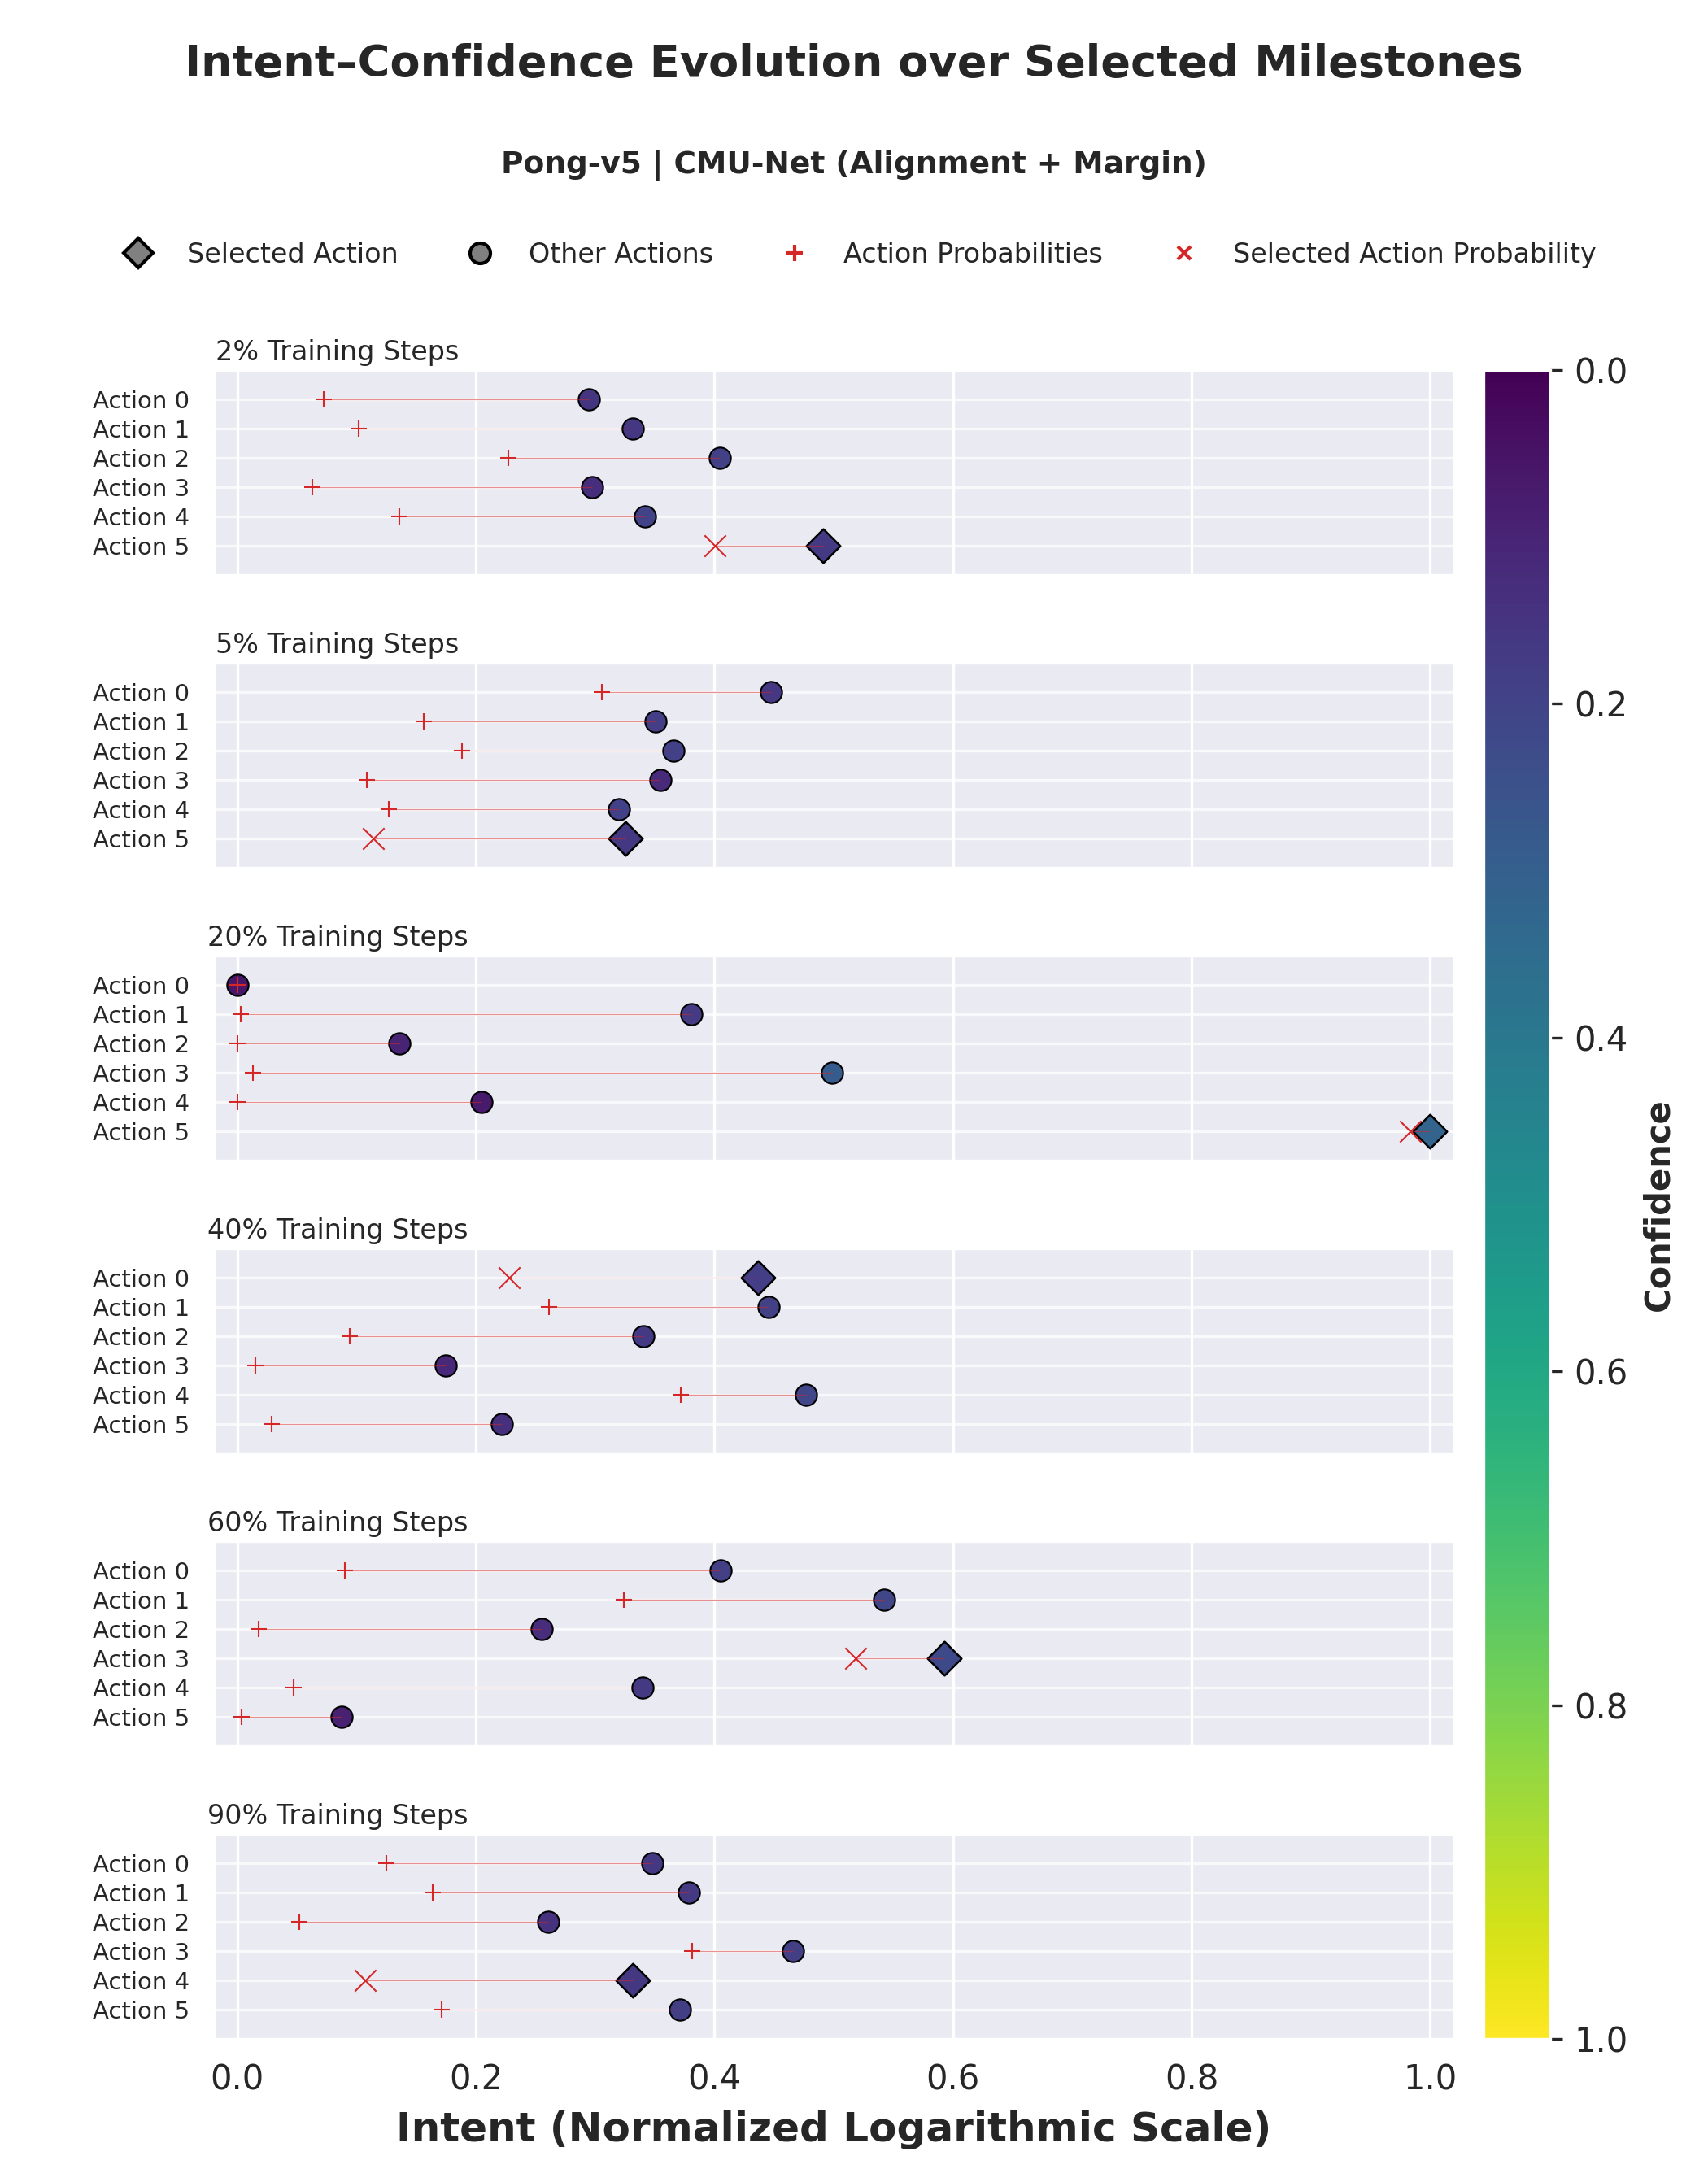 Intent–Confidence Evolution over Selected Milestones
Pong-v5 | CMU-Net (Alignment + Margin)
Selected Action Other Actions Action Probabilities Selected Action Probability
2% Training Steps
Action 0
Action 1
Action 2
Action 3
Action 4
Action 5
5% Training Steps
Action 0
Action 1
Action 2
Action 3
Action 4
Action 5
20% Training Steps
Action 0
Action 1
Action 2
Action 3
Action 4
Action 5
40% Training Steps
Action 0
Action 1
Action 2
Action 3
Action 4
Action 5
60% Training Steps
Action 0
Action 1
Action 2
Action 3
Action 4
Action 5
90% Training Steps
Action 0
Action 1
Action 2
Action 3
Action 4
Action 5
0.0 0.2 0.4 0.6 0.8 1.0
Intent (Normalized Logarithmic Scale)
0.0
0.2
0.4
0.6
0.8
1.0
Confidence